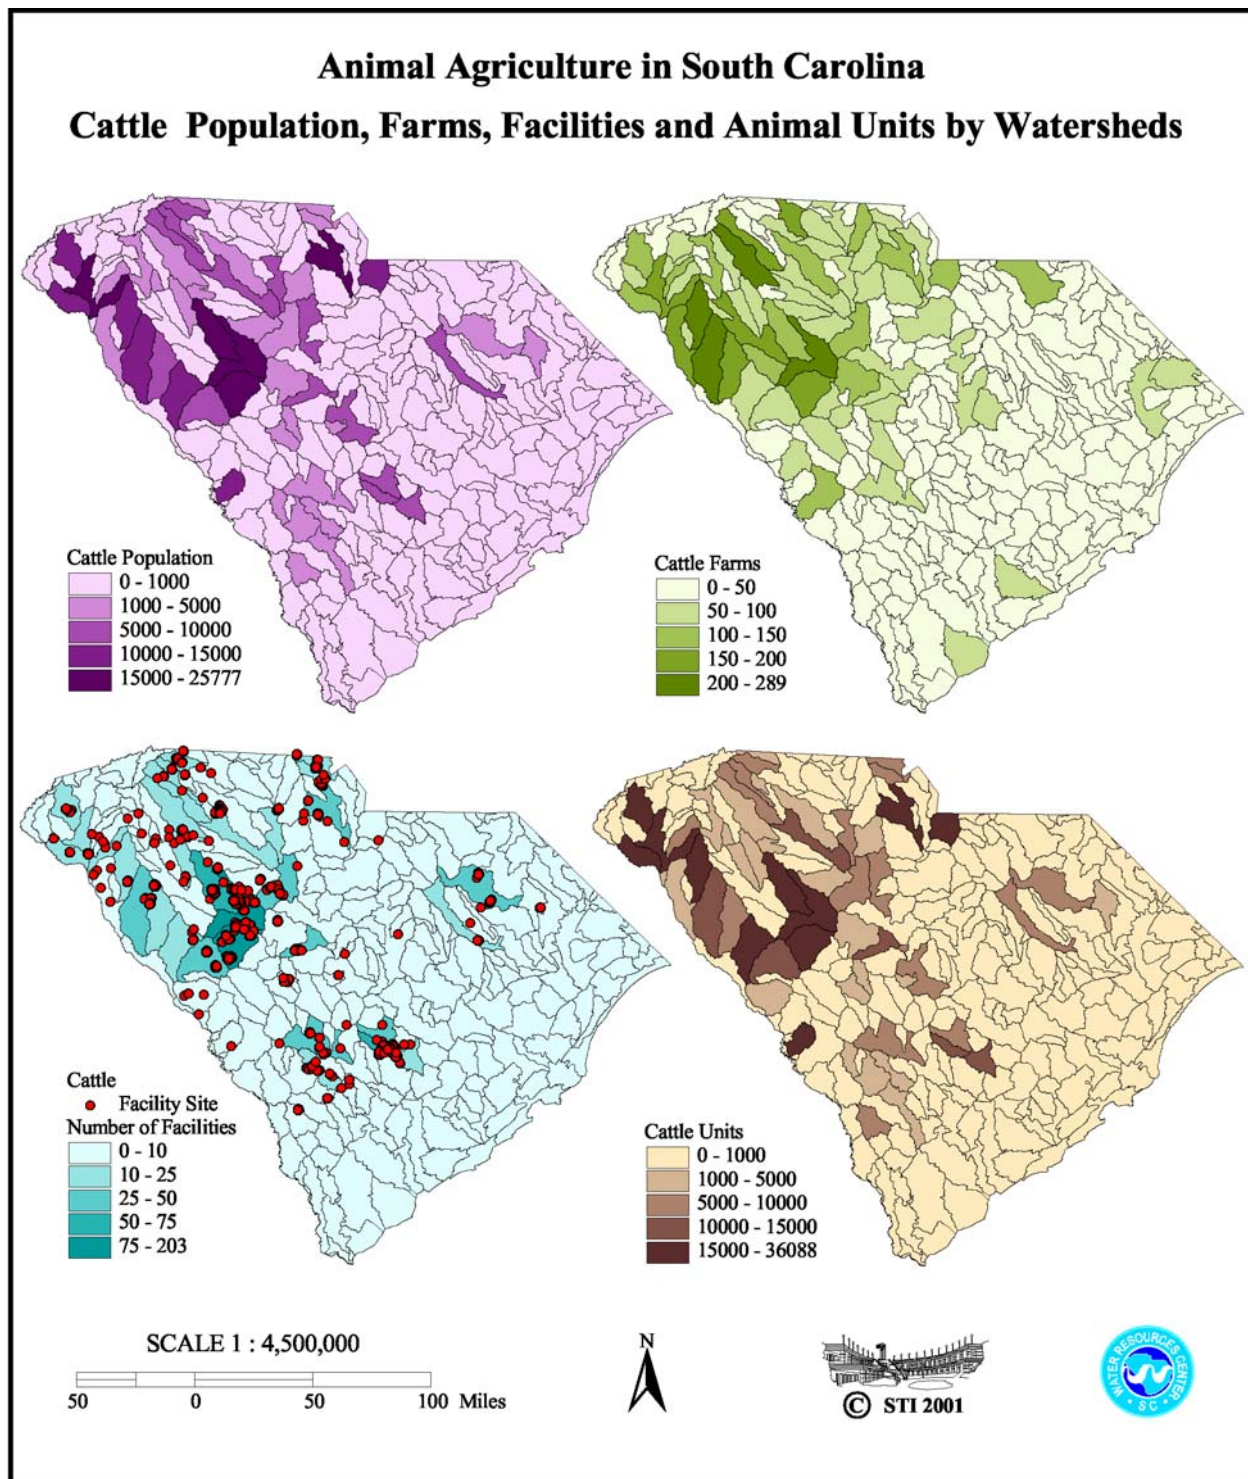 Animal Agriculture in South Carolina
Cattle Population, Farms, Facilities and Animal Units by Watersheds
Cattle Population
0 - 1000
1000 - 5000
5000 - 10000
10000 - 15000
15000 - 25777
Cattle Farms
0 - 50
50 - 100
100 - 150
150 - 200
200 - 289
Cattle
Facility Site
Number of Facilities
0 - 10
10 - 25
25 - 50
50 - 75
75 - 203
Cattle Units
0 - 1000
1000 - 5000
5000 - 10000
10000 - 15000
15000 - 36088
SCALE 1 : 4,500,000
50 0 50 100 Miles
N
© STI 2001
WATER RESOURCES CENTER
· SC ·